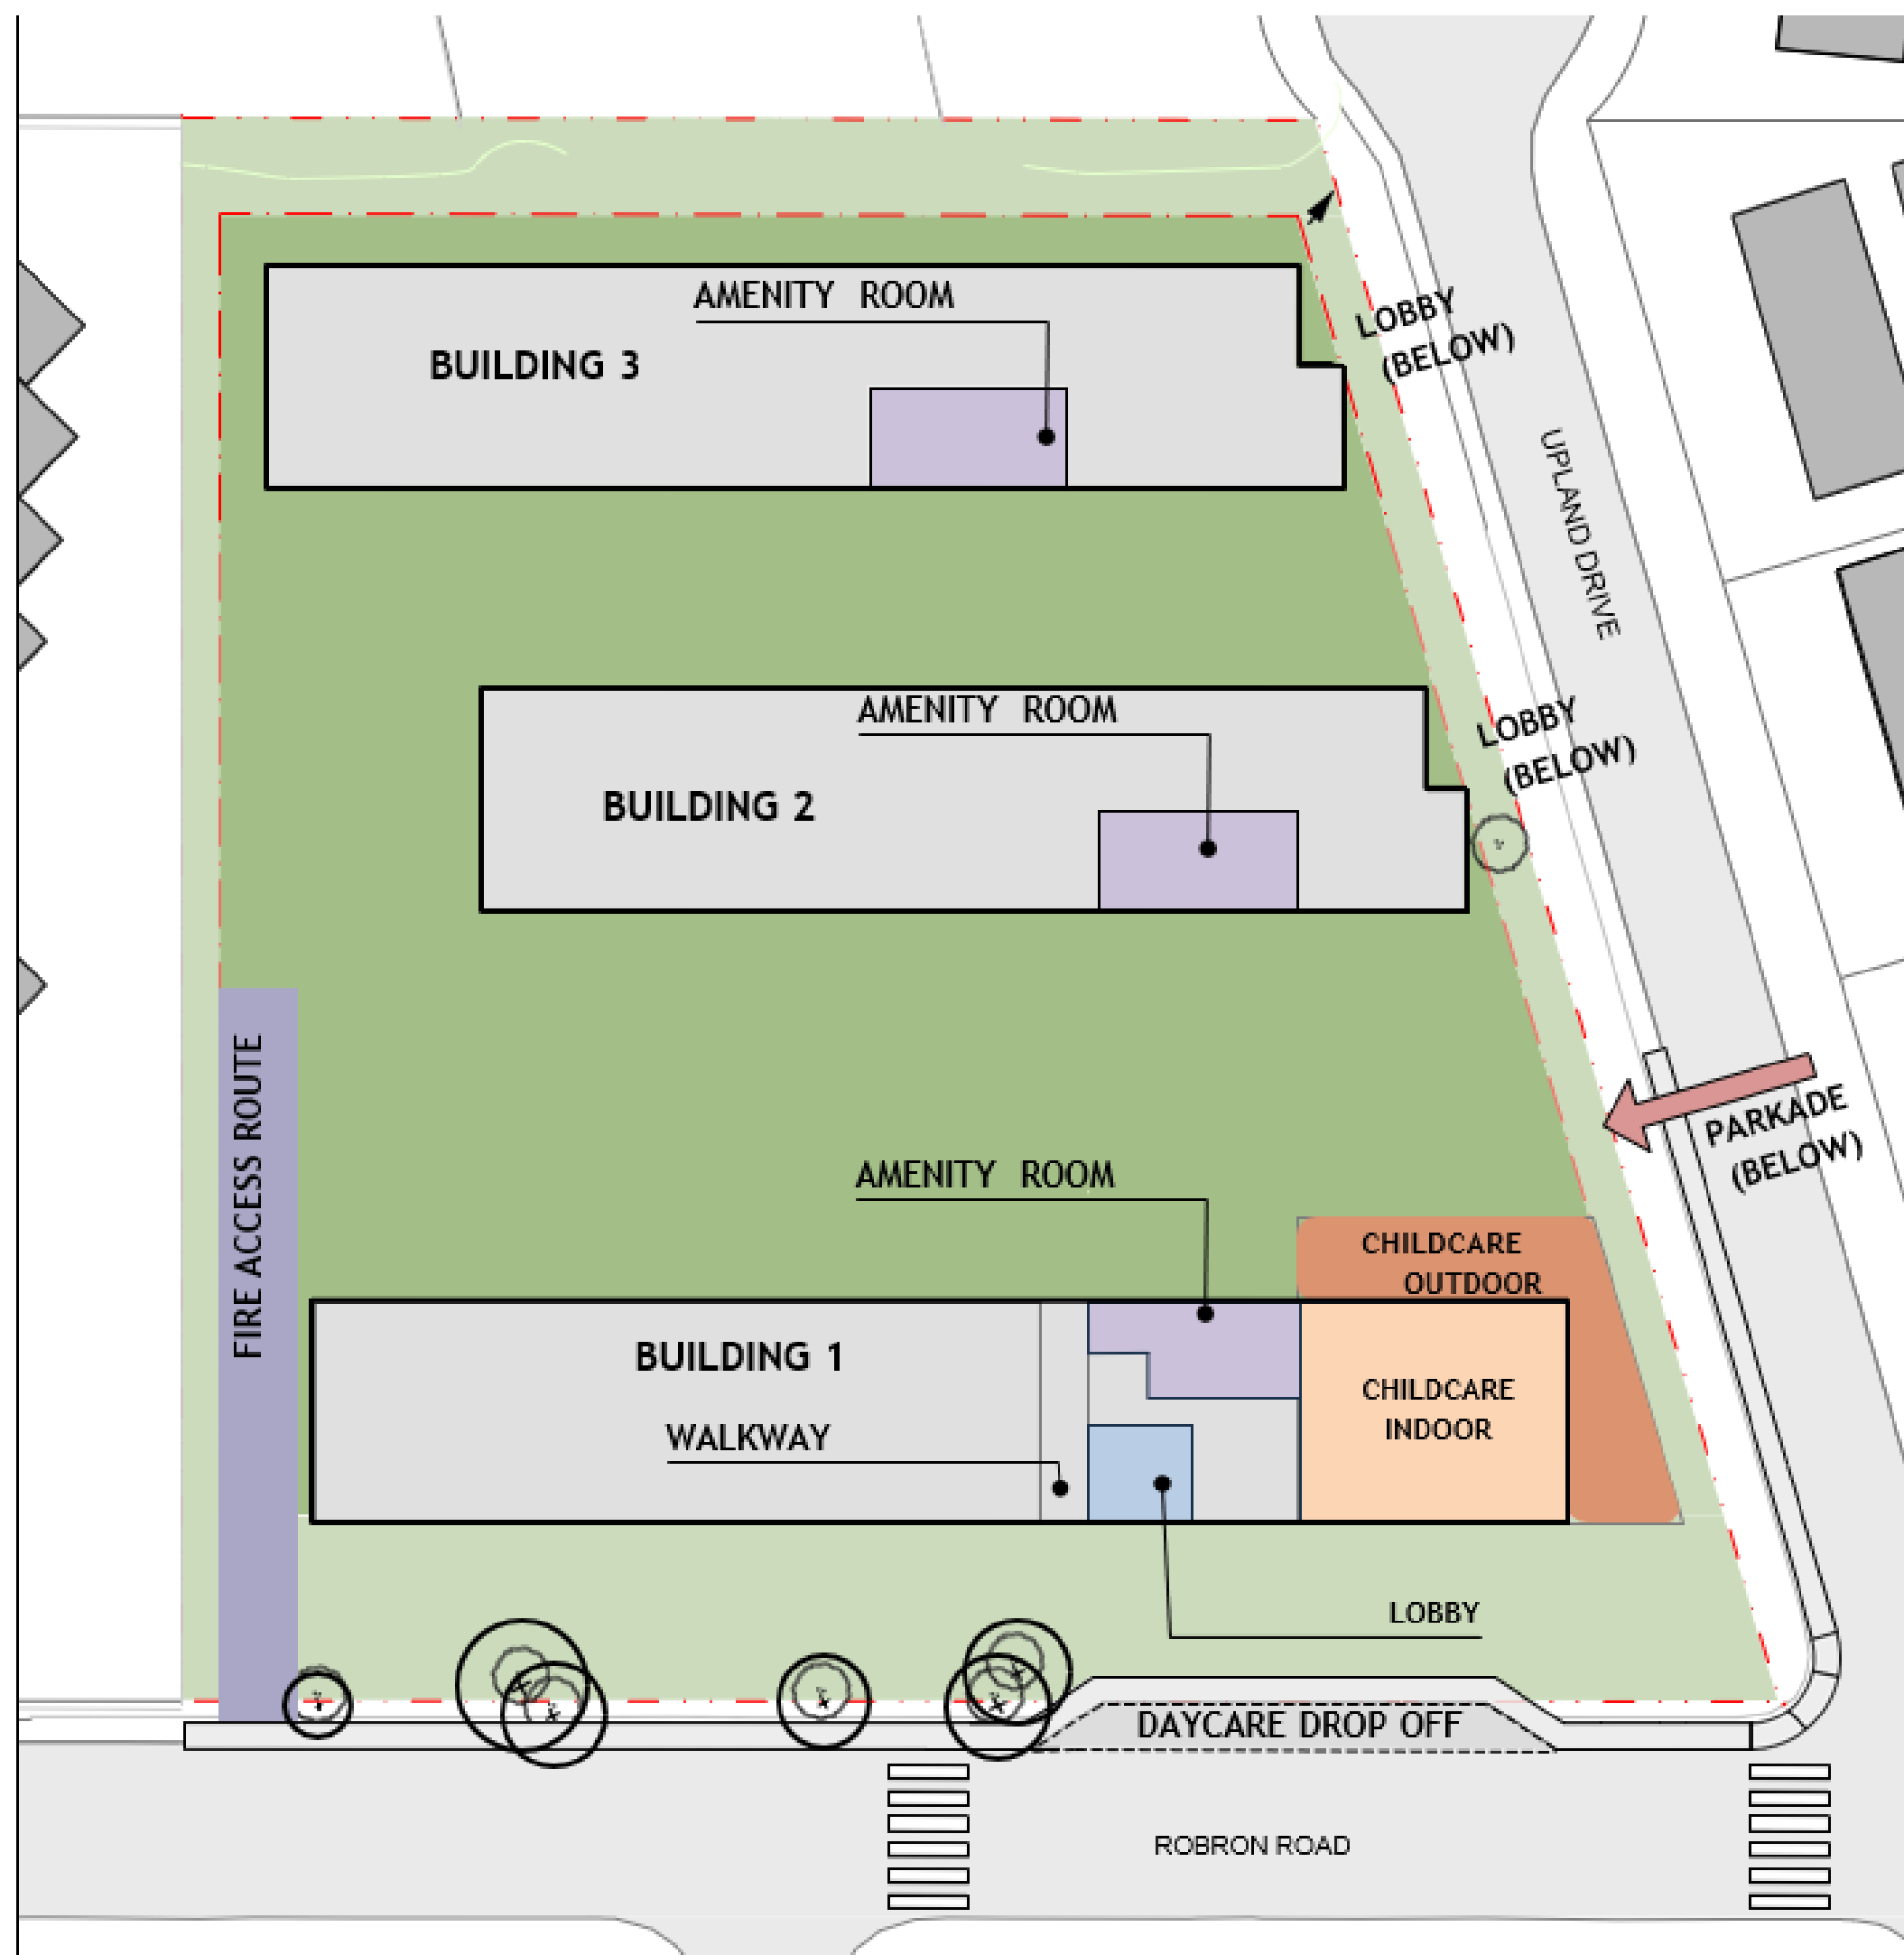 AMENITY ROOM
BUILDING 3
LOBBY
(BELOW)
UPLAND DRIVE
AMENITY ROOM
BUILDING 2
LOBBY
(BELOW)
FIRE ACCESS ROUTE
PARKADE
(BELOW)
AMENITY ROOM
CHILDCARE
OUTDOOR
BUILDING 1
CHILDCARE
INDOOR
WALKWAY
LOBBY
DAYCARE DROP OFF
ROBRON ROAD